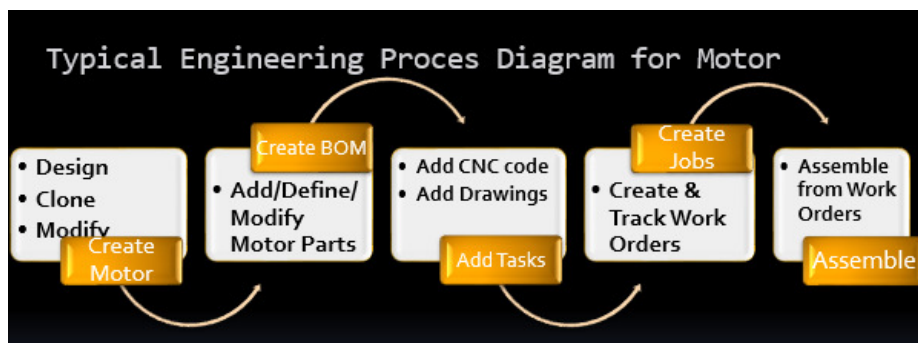 Typical Engineering Proces Diagram for Motor
• Design
• Clone
• Modify
Create
Motor
Create BOM
• Add/Define/
Modify
Motor Parts
• Add CNC code
• Add Drawings
Add Tasks
Create
Jobs
• Create &
Track Work
Orders
• Assemble
from Work
Orders
Assemble